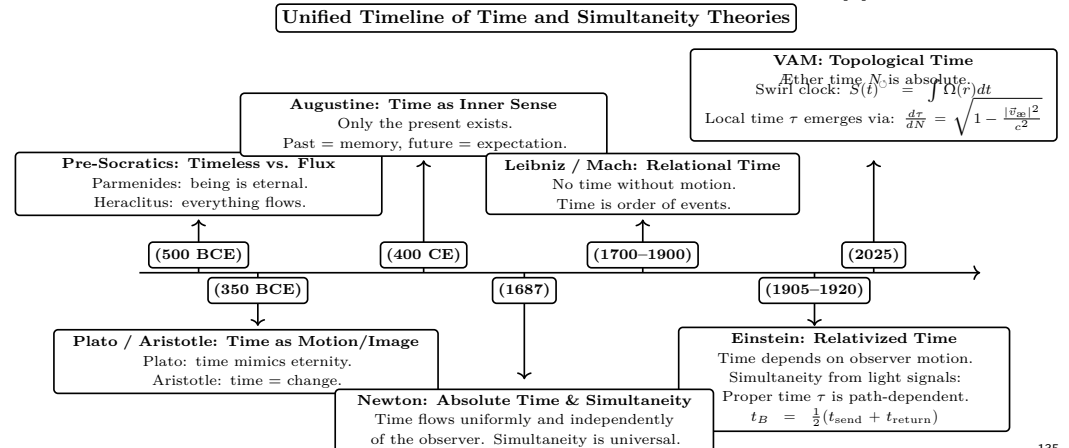 Unified Timeline of Time and Simultaneity Theories
VAM: Topological Time
Æther time N is absolute.
Swirl clock: S(t)↻ = ∫ Ω(r)dt
Local time τ emerges via: dτ/dN = √(1 − |v⃗æ|²/c²)
Augustine: Time as Inner Sense
Only the present exists.
Past = memory, future = expectation.
Pre-Socratics: Timeless vs. Flux
Parmenides: being is eternal.
Heraclitus: everything flows.
Leibniz / Mach: Relational Time
No time without motion.
Time is order of events.
(500 BCE)
(400 CE)
(1700–1900)
(2025)
(350 BCE)
(1687)
(1905–1920)
Plato / Aristotle: Time as Motion/Image
Plato: time mimics eternity.
Aristotle: time = change.
Einstein: Relativized Time
Time depends on observer motion.
Simultaneity from light signals:
Proper time τ is path-dependent.
t_B = ½(t_send + t_return)
Newton: Absolute Time & Simultaneity
Time flows uniformly and independently
of the observer. Simultaneity is universal.